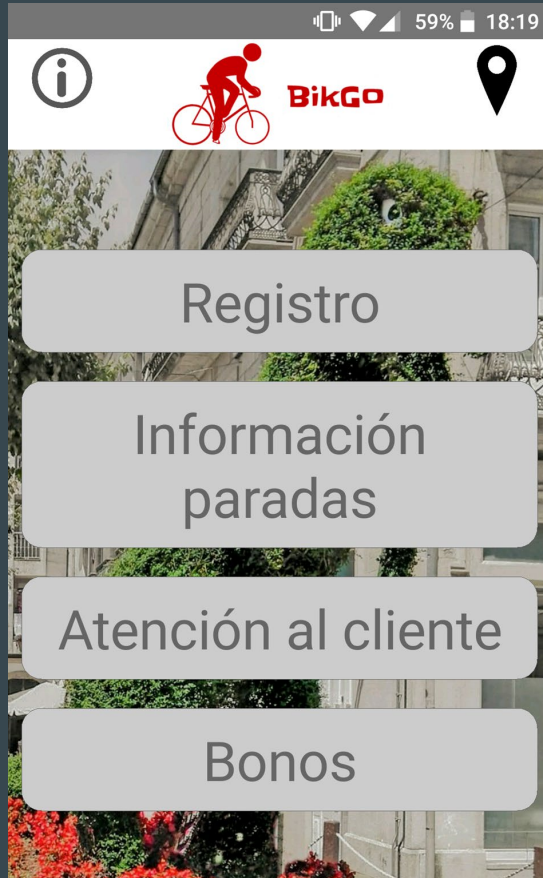 59% 18:19
BikGo
Registro
Información
paradas
Atención al cliente
Bonos